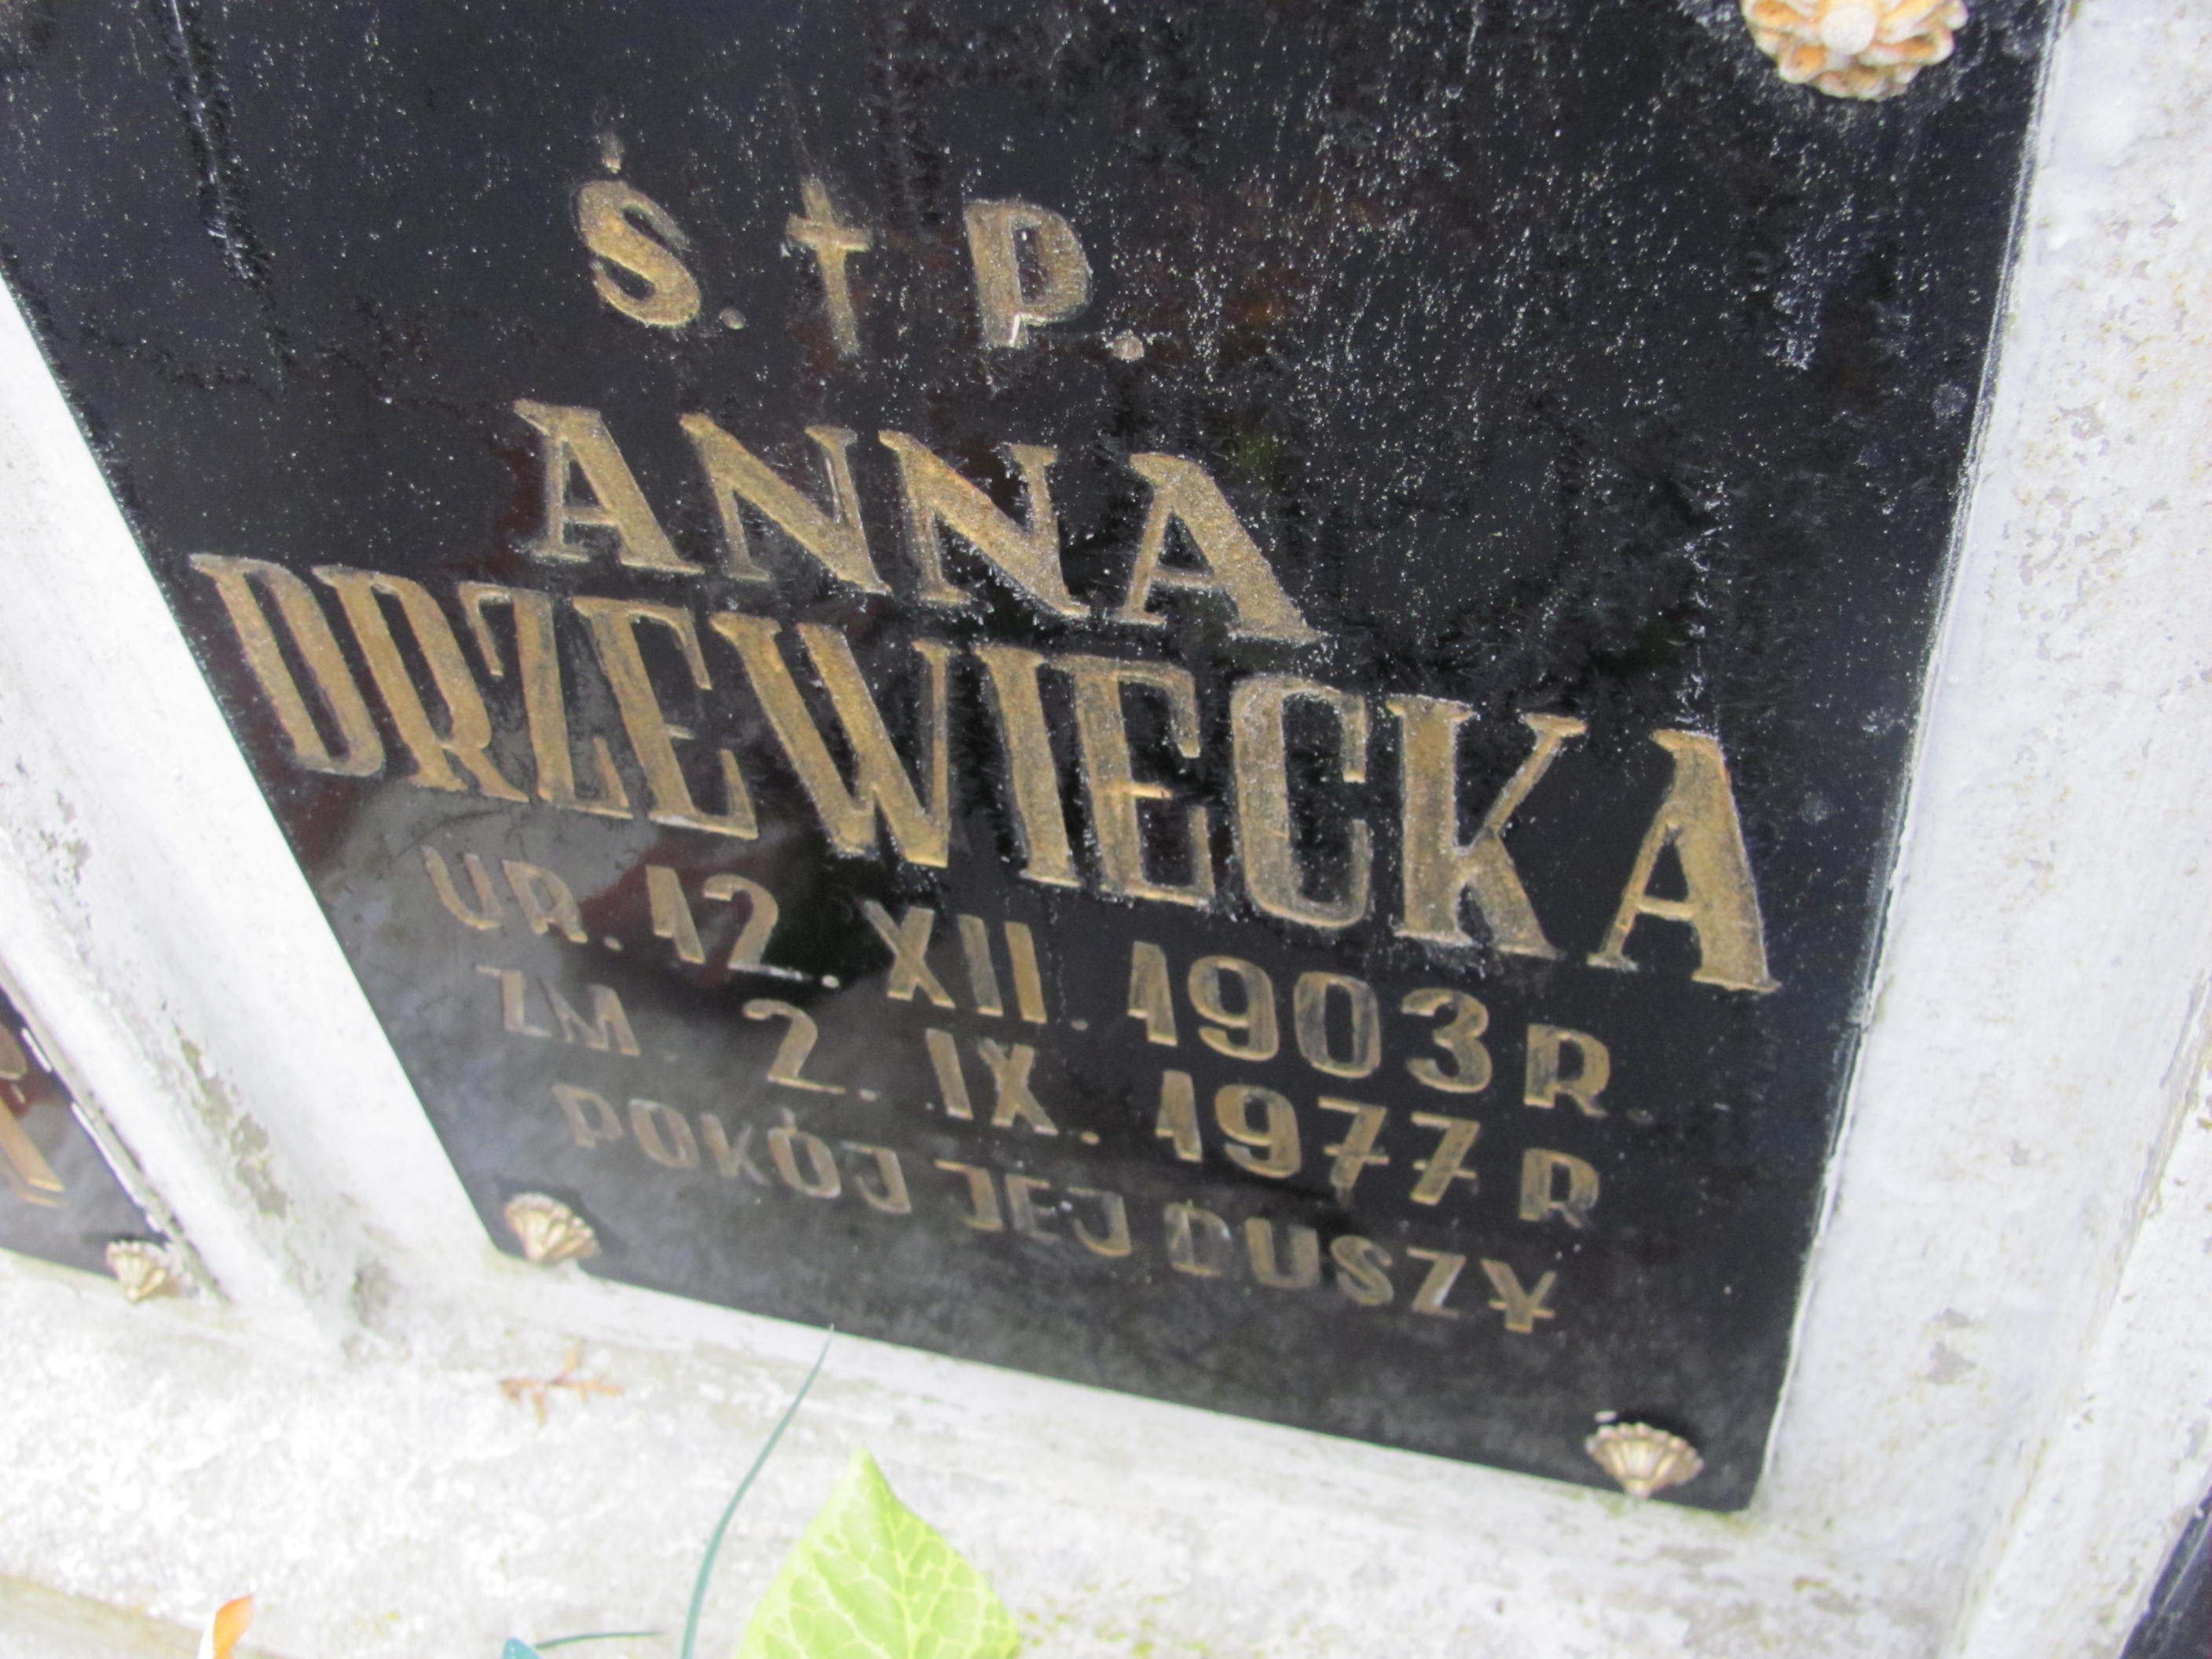 Ś. † P.
ANNA
DRZEWIECKA
UR. 12. XII. 1903 R
ZM. 2. IX. 1977 R
POKÓJ JEJ DUSZY